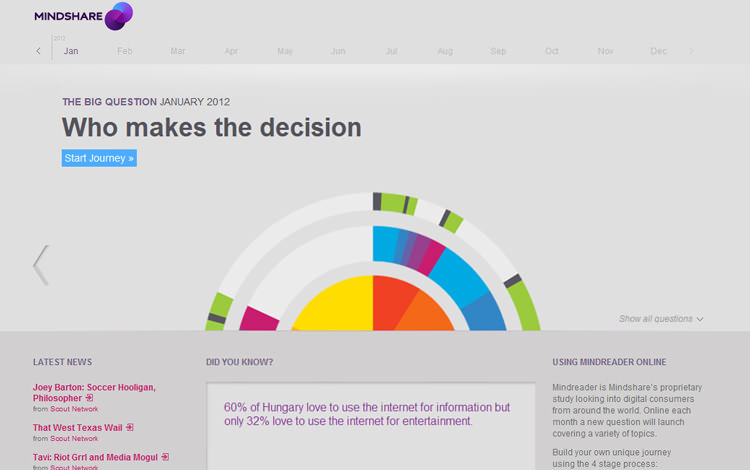 MINDSHARE
2012
Jan Feb Mar Apr May Jun Jul Aug Sep Oct Nov Dec
THE BIG QUESTION JANUARY 2012
Who makes the decision
Start Journey »
Show all questions
LATEST NEWS
Joey Barton: Soccer Hooligan,
Philosopher
from Scout Network
That West Texas Wail
from Scout Network
Tavi: Riot Grrl and Media Mogul
from Scout Network
DID YOU KNOW?
60% of Hungary love to use the internet for information but
only 32% love to use the internet for entertainment.
USING MINDREADER ONLINE
Mindreader is Mindshare's proprietary
study looking into digital consumers
from around the world. Online each
month a new question will launch
covering a variety of topics.
Build your own unique journey
using the 4 stage process: